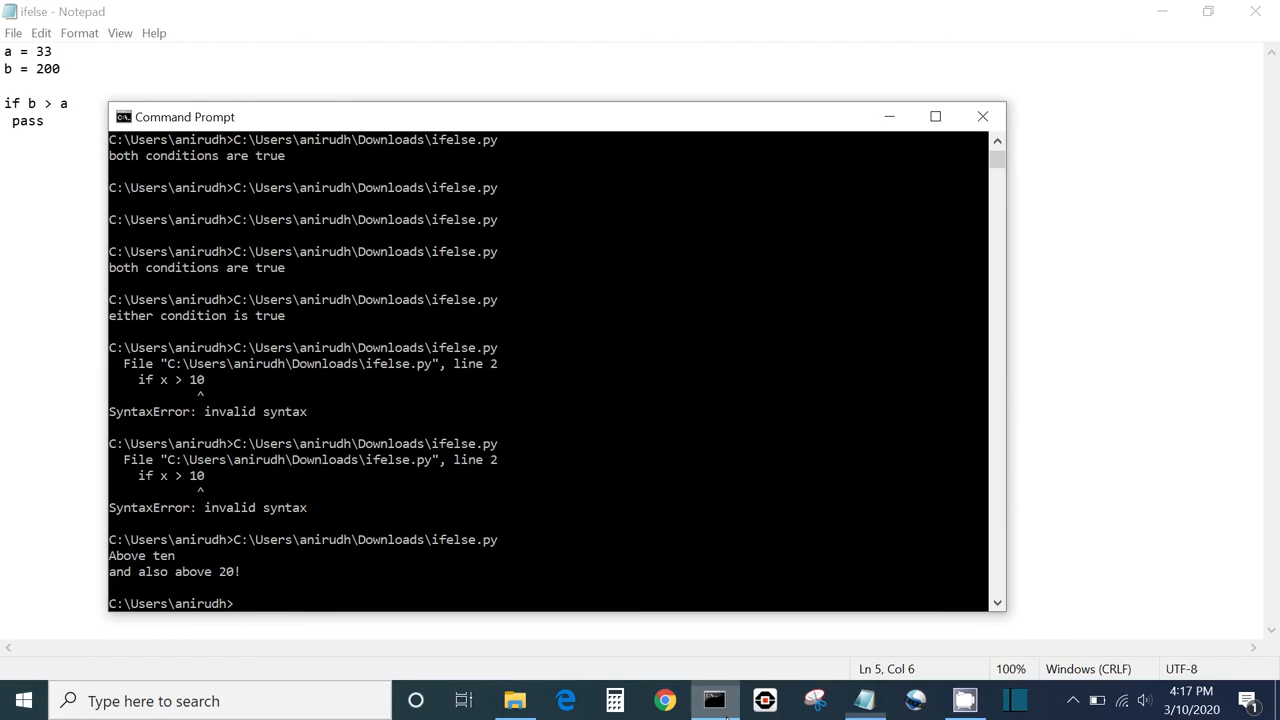 ifelse - Notepad
File Edit Format View Help
a = 33
b = 200
if b > a
 pass
Command Prompt
C:\Users\anirudh>C:\Users\anirudh\Downloads\ifelse.py
both conditions are true
C:\Users\anirudh>C:\Users\anirudh\Downloads\ifelse.py
C:\Users\anirudh>C:\Users\anirudh\Downloads\ifelse.py
C:\Users\anirudh>C:\Users\anirudh\Downloads\ifelse.py
both conditions are true
C:\Users\anirudh>C:\Users\anirudh\Downloads\ifelse.py
either condition is true
C:\Users\anirudh>C:\Users\anirudh\Downloads\ifelse.py
  File "C:\Users\anirudh\Downloads\ifelse.py", line 2
    if x > 10
            ^
SyntaxError: invalid syntax
C:\Users\anirudh>C:\Users\anirudh\Downloads\ifelse.py
  File "C:\Users\anirudh\Downloads\ifelse.py", line 2
    if x > 10
            ^
SyntaxError: invalid syntax
C:\Users\anirudh>C:\Users\anirudh\Downloads\ifelse.py
Above ten
and also above 20!
C:\Users\anirudh>
Ln 5, Col 6 100% Windows (CRLF) UTF-8
Type here to search
4:17 PM
3/10/2020
1